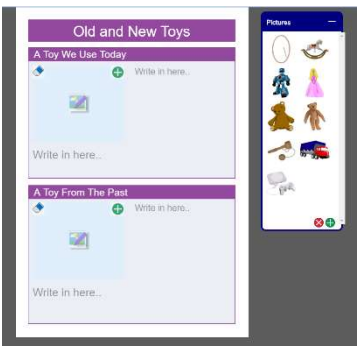 Old and New Toys
A Toy We Use Today
Write in here..
Write in here..
A Toy From The Past
Write in here..
Write in here..
Pictures